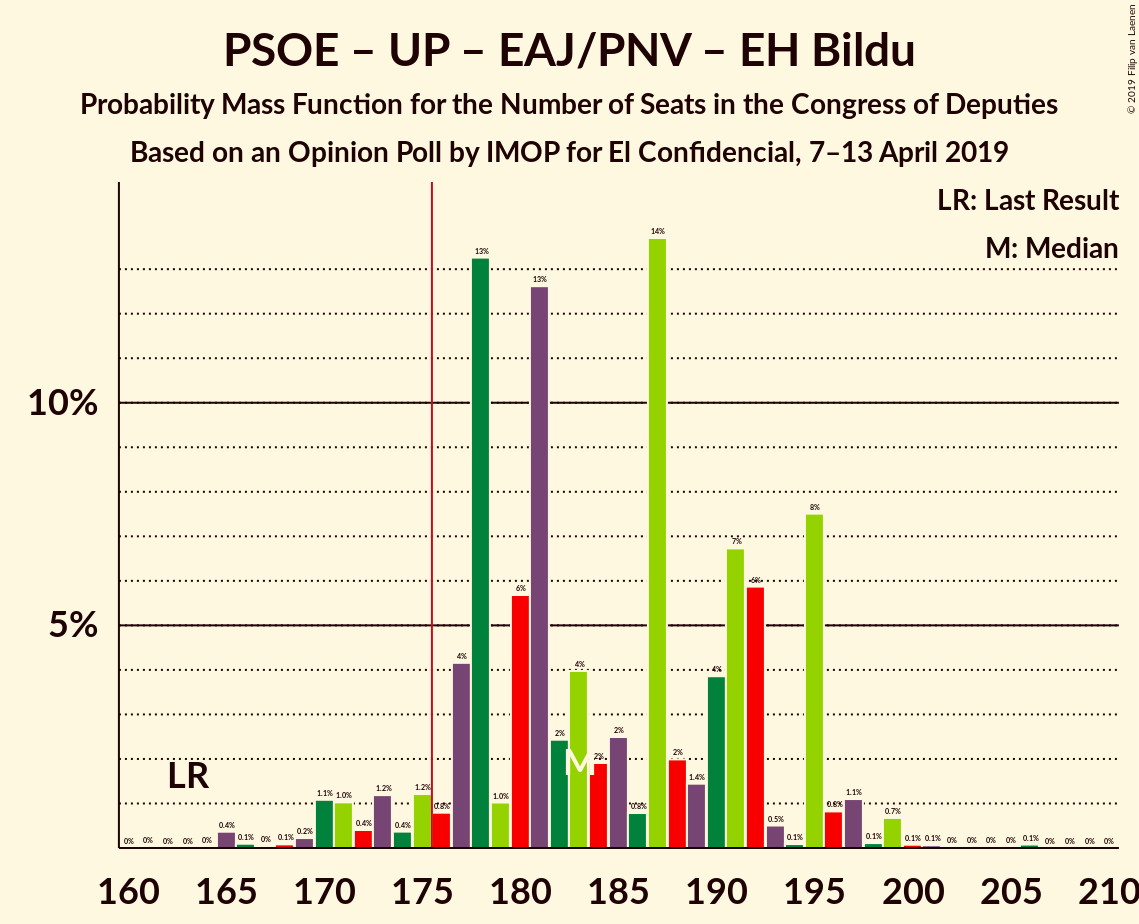 PSOE – UP – EAJ/PNV – EH Bildu
Probability Mass Function for the Number of Seats in the Congress of Deputies
Based on an Opinion Poll by IMOP for El Confidencial, 7–13 April 2019
© 2019 Filip van Laenen
LR: Last Result
M: Median
10%
5%
LR
M
0% 0% 0% 0% 0% 0.4% 0.1% 0% 0.1% 0.2% 1.1% 1.0% 0.4% 1.2% 0.4% 1.2% 0.8% 4% 13% 1.0% 6% 13% 2% 4% 2% 2% 0.8% 14% 2% 1.4% 4% 7% 6% 0.5% 0.1% 8% 0.8% 1.1% 0.1% 0.7% 0.1% 0.1% 0% 0% 0% 0% 0.1% 0% 0% 0% 0%
160 165 170 175 180 185 190 195 200 205 210